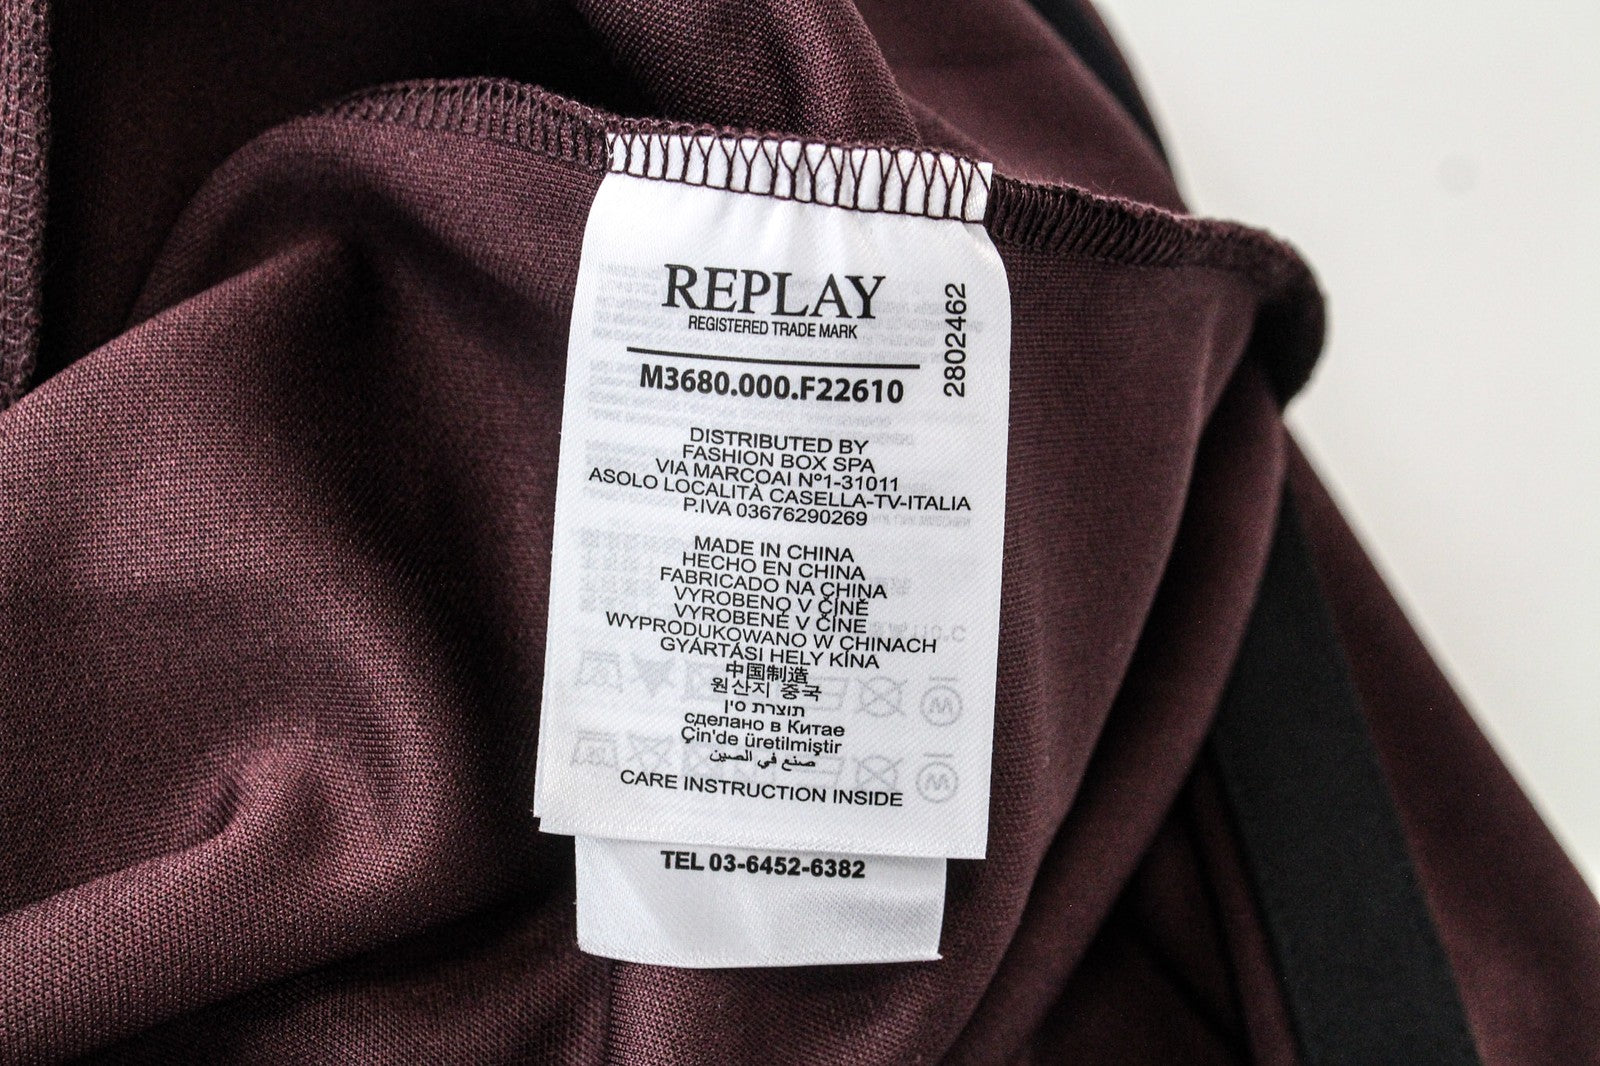 REPLAY
REGISTERED TRADE MARK
2802462
M3680.000.F22610
DISTRIBUTED BY
FASHION BOX SPA
VIA MARCOAI Nº1-31011
ASOLO LOCALITÀ CASELLA-TV-ITALIA
P.IVA 03676290269
MADE IN CHINA
HECHO EN CHINA
FABRICADO NA CHINA
VYROBENO V ČÍNĚ
VYROBENÉ V ČÍNE
WYPRODUKOWANO W CHINACH
GYÁRTÁSI HELY KÍNA
中国制造
원산지 중국
תוצרת סין
сделано в Китае
Çin'de üretilmiştir
صنع في الصين
CARE INSTRUCTION INSIDE
TEL 03-6452-6382